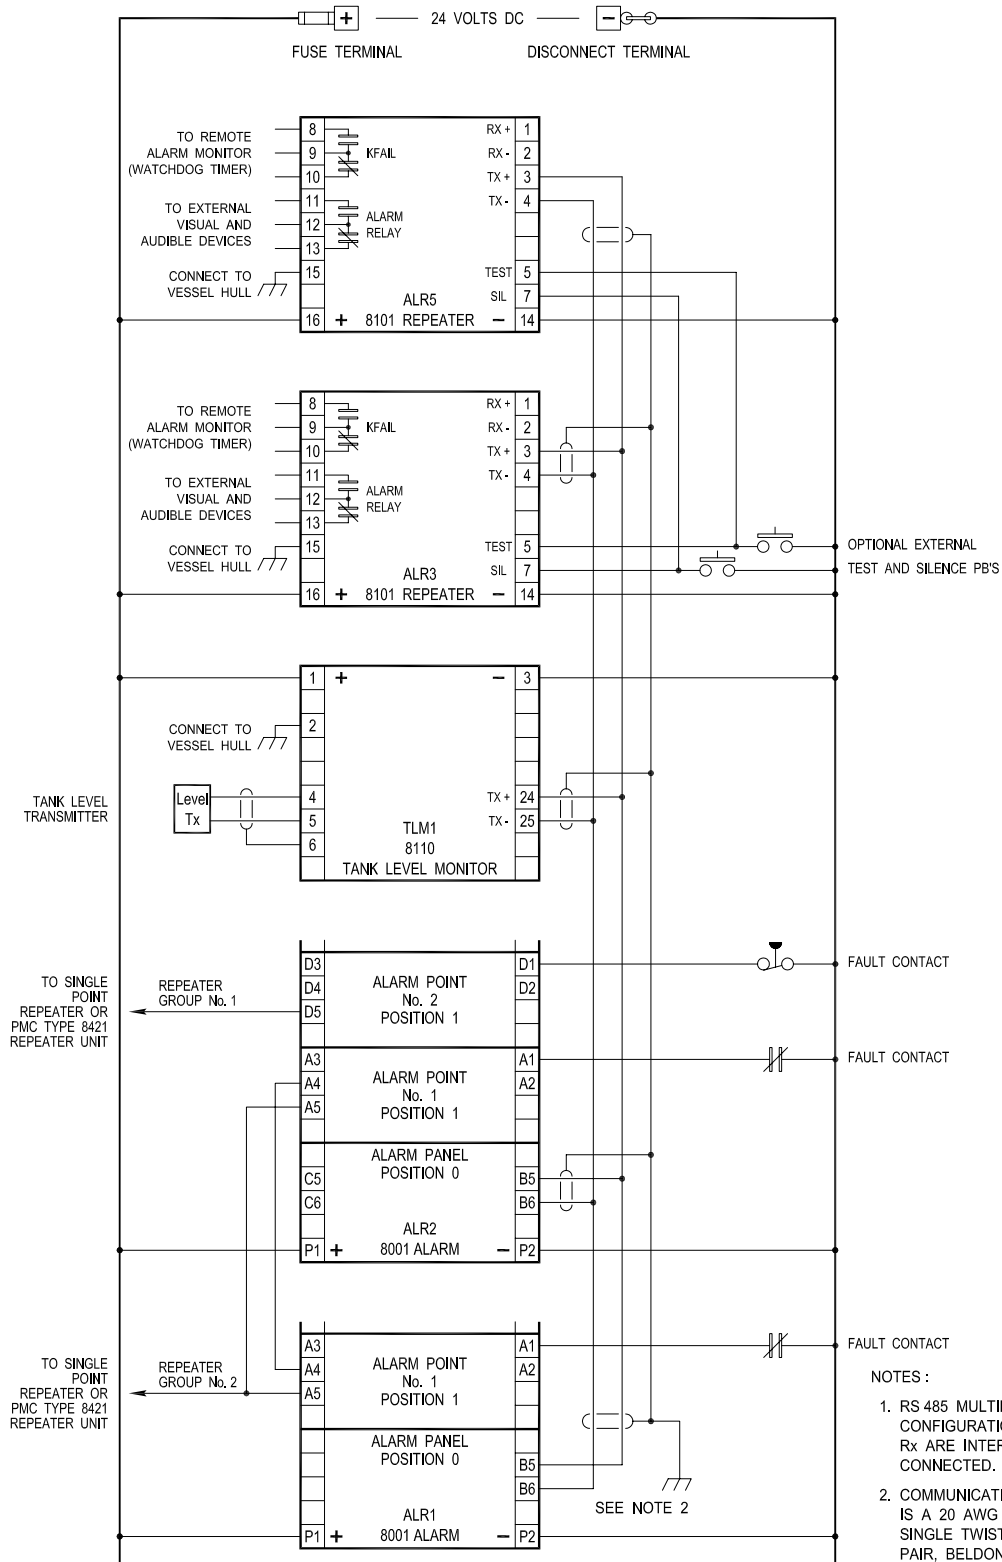 24 VOLTS DC
+
−
FUSE TERMINAL
DISCONNECT TERMINAL
TO REMOTE
ALARM MONITOR
(WATCHDOG TIMER)
TO EXTERNAL
VISUAL AND
AUDIBLE DEVICES
CONNECT TO
VESSEL HULL
8
9
10
11
12
13
15
16
KFAIL
ALARM
RELAY
ALR5
+ 8101 REPEATER −
RX + 1
RX - 2
TX + 3
TX - 4
TEST 5
SIL 7
14
TO REMOTE
ALARM MONITOR
(WATCHDOG TIMER)
TO EXTERNAL
VISUAL AND
AUDIBLE DEVICES
CONNECT TO
VESSEL HULL
8
9
10
11
12
13
15
16
KFAIL
ALARM
RELAY
ALR3
+ 8101 REPEATER −
RX + 1
RX - 2
TX + 3
TX - 4
TEST 5
SIL 7
14
OPTIONAL EXTERNAL
TEST AND SILENCE PB'S
1 + − 3
CONNECT TO
VESSEL HULL
2
TANK LEVEL
TRANSMITTER
Level
Tx
4
5
6
TX + 24
TX - 25
TLM1
8110
TANK LEVEL MONITOR
TO SINGLE
POINT
REPEATER OR
PMC TYPE 8421
REPEATER UNIT
REPEATER
GROUP No. 1
D3
D4
D5
ALARM POINT
No. 2
POSITION 1
D1
D2
FAULT CONTACT
A3
A4
A5
ALARM POINT
No. 1
POSITION 1
A1
A2
FAULT CONTACT
ALARM PANEL
POSITION 0
C5
C6
B5
B6
ALR2
P1 + 8001 ALARM − P2
TO SINGLE
POINT
REPEATER OR
PMC TYPE 8421
REPEATER UNIT
REPEATER
GROUP No. 2
A3
A4
A5
ALARM POINT
No. 1
POSITION 1
A1
A2
FAULT CONTACT
ALARM PANEL
POSITION 0
B5
B6
ALR1
P1 + 8001 ALARM − P2
SEE NOTE 2
NOTES :
1. RS 485
CONFIGURATI
Rx ARE
CONNECTED.
2.
IS A 20 AWG
SINGLE
PAIR,